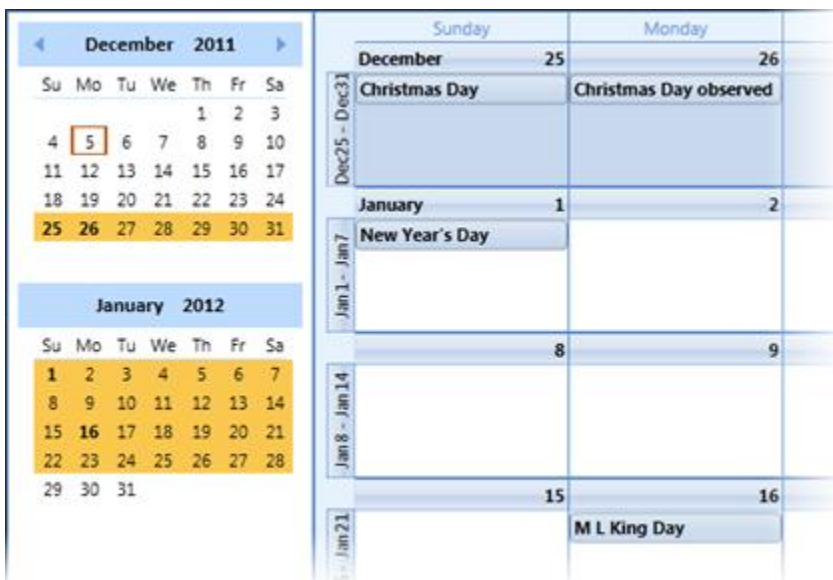 December 2011
Su Mo Tu We Th Fr Sa
1 2 3
4 5 6 7 8 9 10
11 12 13 14 15 16 17
18 19 20 21 22 23 24
25 26 27 28 29 30 31
January 2012
Su Mo Tu We Th Fr Sa
1 2 3 4 5 6 7
8 9 10 11 12 13 14
15 16 17 18 19 20 21
22 23 24 25 26 27 28
29 30 31
Sunday Monday
December 25 26
Dec25 - Dec31
Christmas Day Christmas Day observed
January 1 2
Jan 1 - Jan 7
New Year's Day
8 9
Jan 8 - Jan 14
15 16
- Jan 21
M L King Day